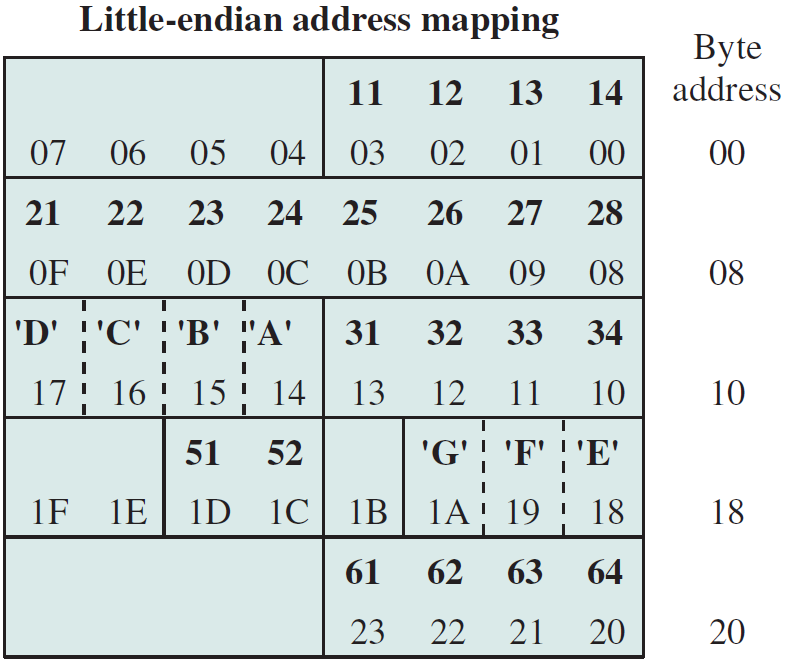 Little-endian address mapping
Byte
address
11 12 13 14
07 06 05 04 03 02 01 00 00
21 22 23 24 25 26 27 28
0F 0E 0D 0C 0B 0A 09 08 08
'D' 'C' 'B' 'A' 31 32 33 34
17 16 15 14 13 12 11 10 10
51 52 'G' 'F' 'E'
1F 1E 1D 1C 1B 1A 19 18 18
61 62 63 64
23 22 21 20 20